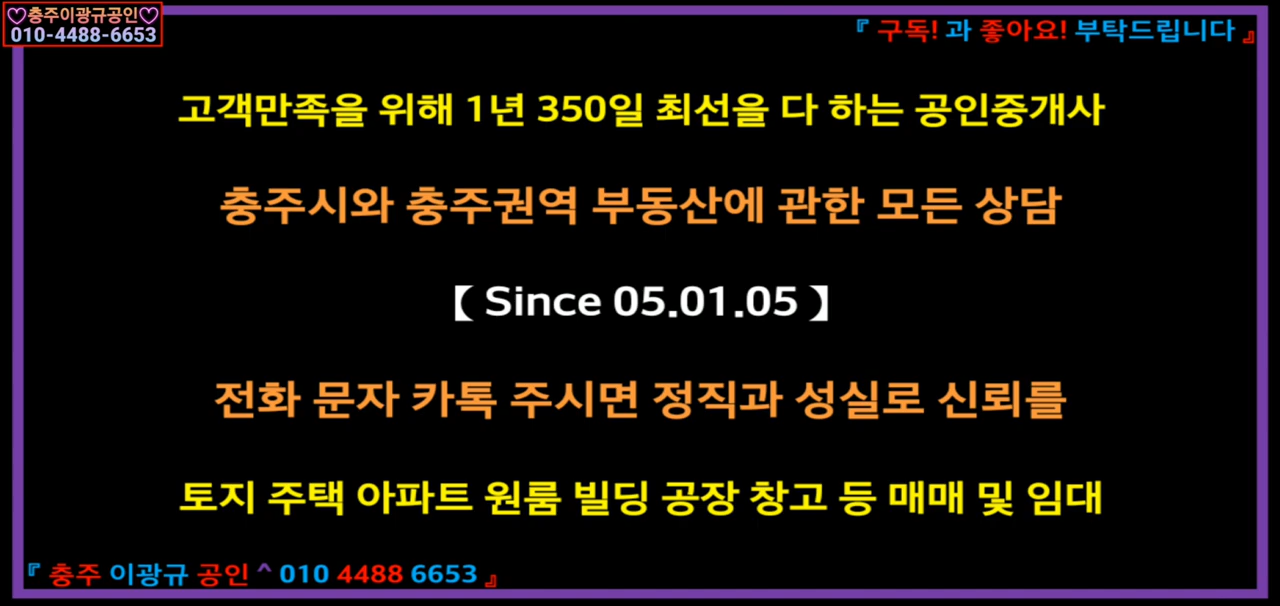 ♡충주이광규공인♡
010-4488-6653
『 구독! 과 좋아요! 부탁드립니다 』
고객만족을 위해 1년 350일 최선을 다 하는 공인중개사
충주시와 충주권역 부동산에 관한 모든 상담
【 Since 05.01.05 】
전화 문자 카톡 주시면 정직과 성실로 신뢰를
토지 주택 아파트 원룸 빌딩 공장 창고 등 매매 및 임대
『 충주 이광규 공인 ^ 010 4488 6653 』